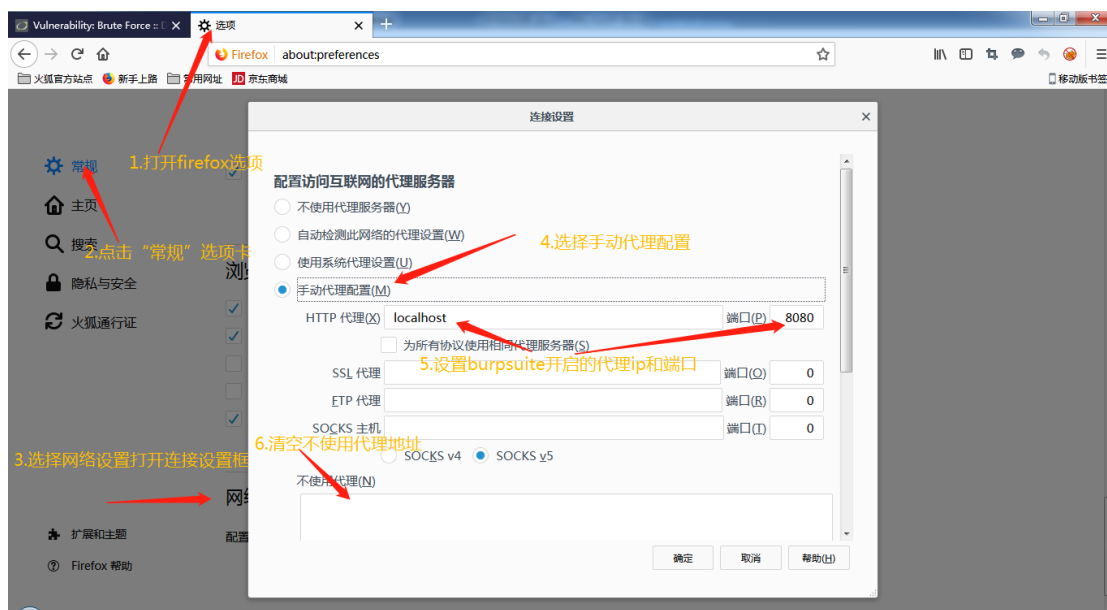 Vulnerability: Brute Force :: D
选项
Firefox about:preferences
火狐官方站点 新手上路 常用网址 JD 京东商城 移动版书签
连接设置
常规
主页
搜索
隐私与安全
火狐通行证
扩展和主题
Firefox 帮助
浏
网
配置
1.打开firefox选项
2.点击“常规”选项卡
3.选择网络设置打开连接设置框
配置访问互联网的代理服务器
不使用代理服务器(Y)
自动检测此网络的代理设置(W)
4.选择手动代理配置
使用系统代理设置(U)
手动代理配置(M)
HTTP 代理(X) localhost 端口(P) 8080
为所有协议使用相同代理服务器(S)
5.设置burpsuite开启的代理ip和端口
SSL 代理 端口(O) 0
FTP 代理 端口(R) 0
SOCKS 主机 端口(T) 0
6.清空不使用代理地址
SOCKS v4 SOCKS v5
不使用代理(N)
确定 取消 帮助(H)